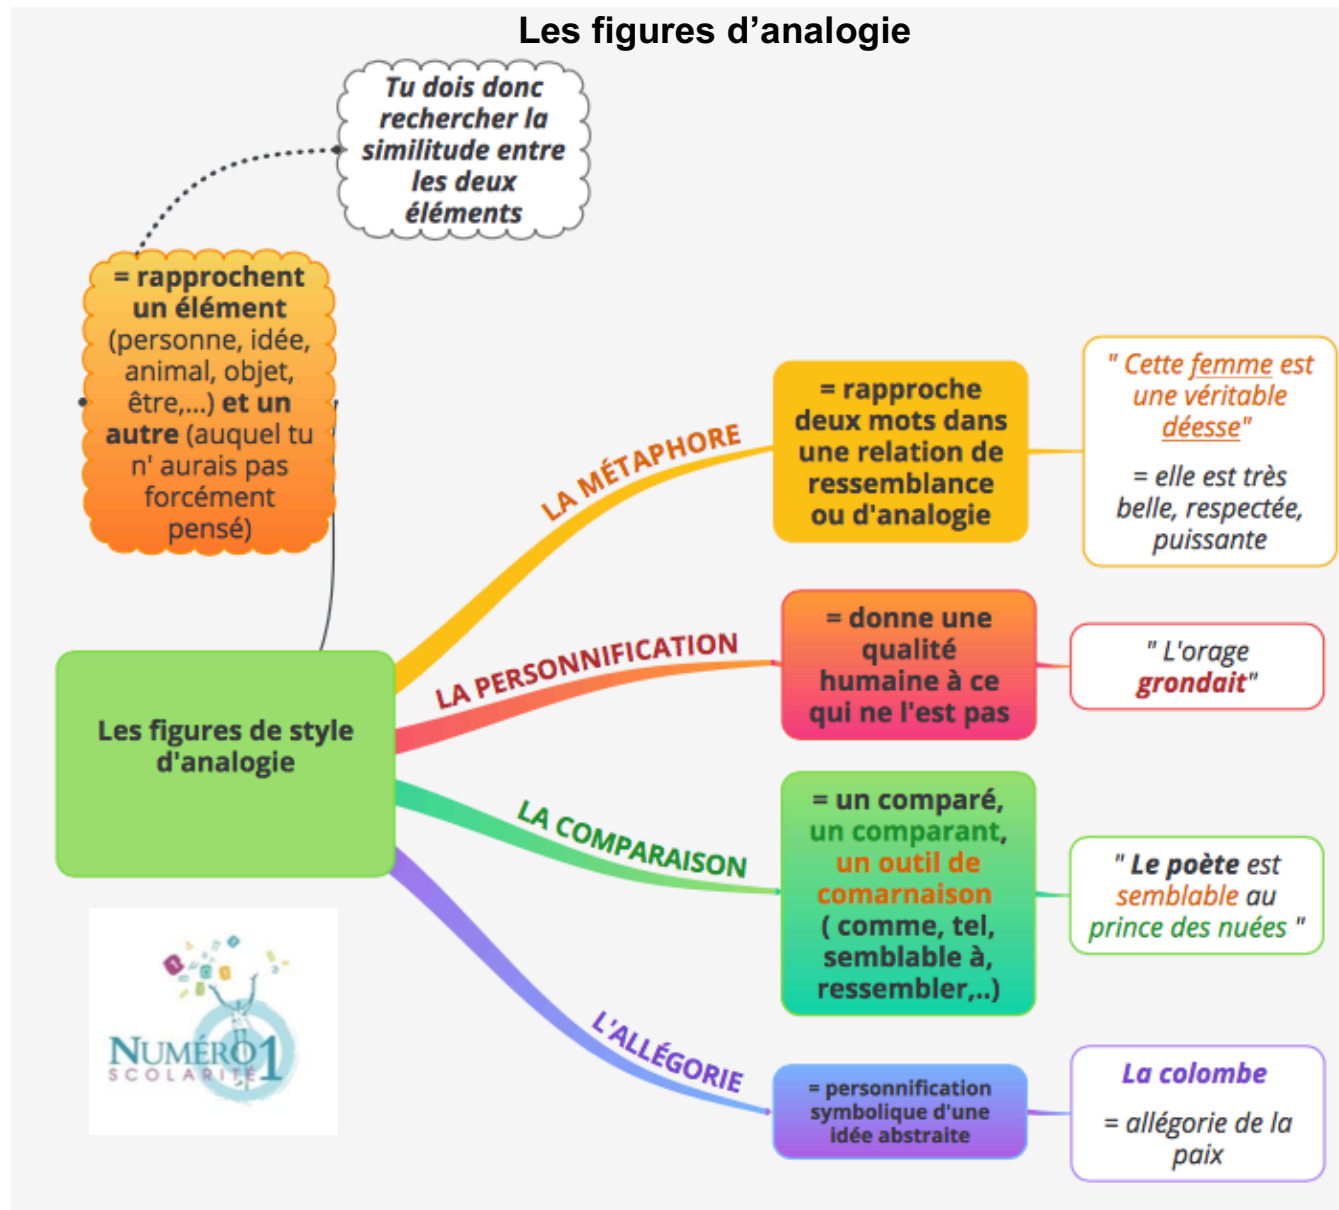 Les figures d’analogie
Tu dois donc
rechercher la
similitude entre
les deux
éléments
= rapprochent
un élément
(personne, idée,
animal, objet,
être,...) et un
autre (auquel tu
n' aurais pas
forcément
pensé)
Les figures de style
d'analogie
LA MÉTAPHORE
= rapproche
deux mots dans
une relation de
ressemblance
ou d'analogie
" Cette femme est
une véritable
déesse"
= elle est très
belle, respectée,
puissante
LA PERSONNIFICATION
= donne une
qualité
humaine à ce
qui ne l'est pas
" L'orage
grondait"
LA COMPARAISON
= un comparé,
un comparant,
un outil de
comarnaison
( comme, tel,
semblable à,
ressembler,..)
" Le poète est
semblable au
prince des nuées "
L'ALLÉGORIE
= personnification
symbolique d'une
idée abstraite
La colombe
= allégorie de la
paix
NUMÉRO1
SCOLARITÉ